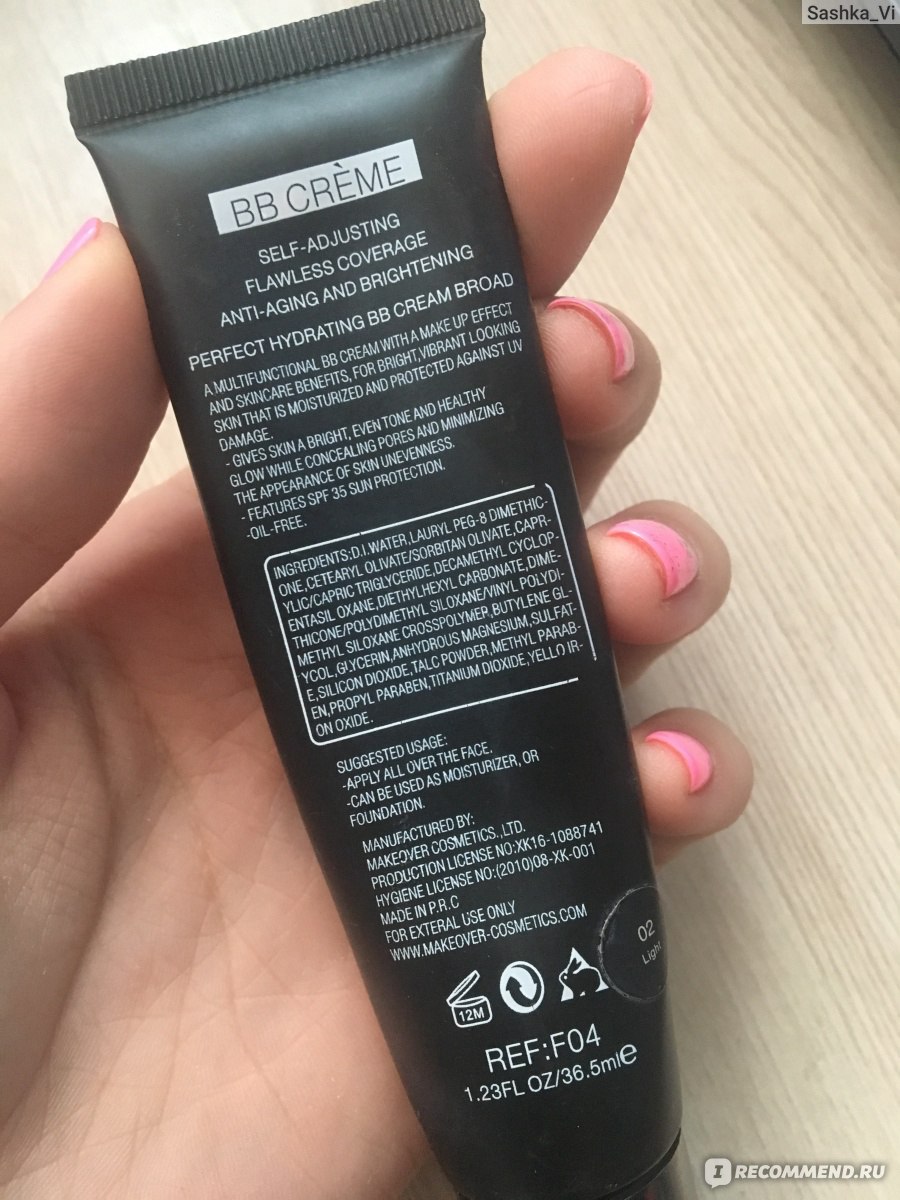 Sashka_Vi
BB CRÈME
SELF-ADJUSTING
FLAWLESS COVERAGE
ANTI-AGING AND BRIGHTENING
PERFECT HYDRATING BB CREAM BROAD
A MULTIFUNCTIONAL BB CREAM WITH A MAKE UP EFFECT
AND SKINCARE BENEFITS, FOR BRIGHT,VIBRANT LOOKING
SKIN THAT IS MOISTURIZED AND PROTECTED AGAINST UV
DAMAGE.
- GIVES SKIN A BRIGHT, EVEN TONE AND HEALTHY
GLOW WHILE CONCEALING PORES AND MINIMIZING
THE APPEARANCE OF SKIN UNEVENNESS.
- FEATURES SPF 35 SUN PROTECTION.
-OIL-FREE.
INGREDIENTS:D.I.WATER,LAURYL PEG-8 DIMETHIC-
ONE,CETEARYL OLIVATE/SORBITAN OLIVATE,CAPR-
YLIC/CAPRIC TRIGLYCERIDE,DECAMETHYL CYCLOP-
ENTASIL OXANE,DIETHYLHEXYL CARBONATE,DIME-
THICONE/POLYDIMETHYL SILOXANE/VINYL POLYDI-
METHYL SILOXANE CROSSPOLYMER,BUTYLENE GL-
YCOL,GLYCERIN,ANHYDROUS MAGNESIUM,SULFAT-
E,SILICON DIOXIDE,TALC POWDER,METHYL PARAB-
EN,PROPYL PARABEN,TITANIUM DIOXIDE,YELLO IR-
ON OXIDE.
SUGGESTED USAGE:
-APPLY ALL OVER THE FACE.
-CAN BE USED AS MOISTURIZER, OR
FOUNDATION.
MANUFACTURED BY:
MAKEOVER COSMETICS.,LTD.
PRODUCTION LICENSE NO:XK16-1088741
HYGIENE LICENSE NO:(2010)08-XK-001
MADE IN P.R.C
FOR EXTERAL USE ONLY
WWW.MAKEOVER-COSMETICS.COM
02
Light
12M
REF:F04
1.23FL OZ/36.5ml e
IRECOMMEND.RU